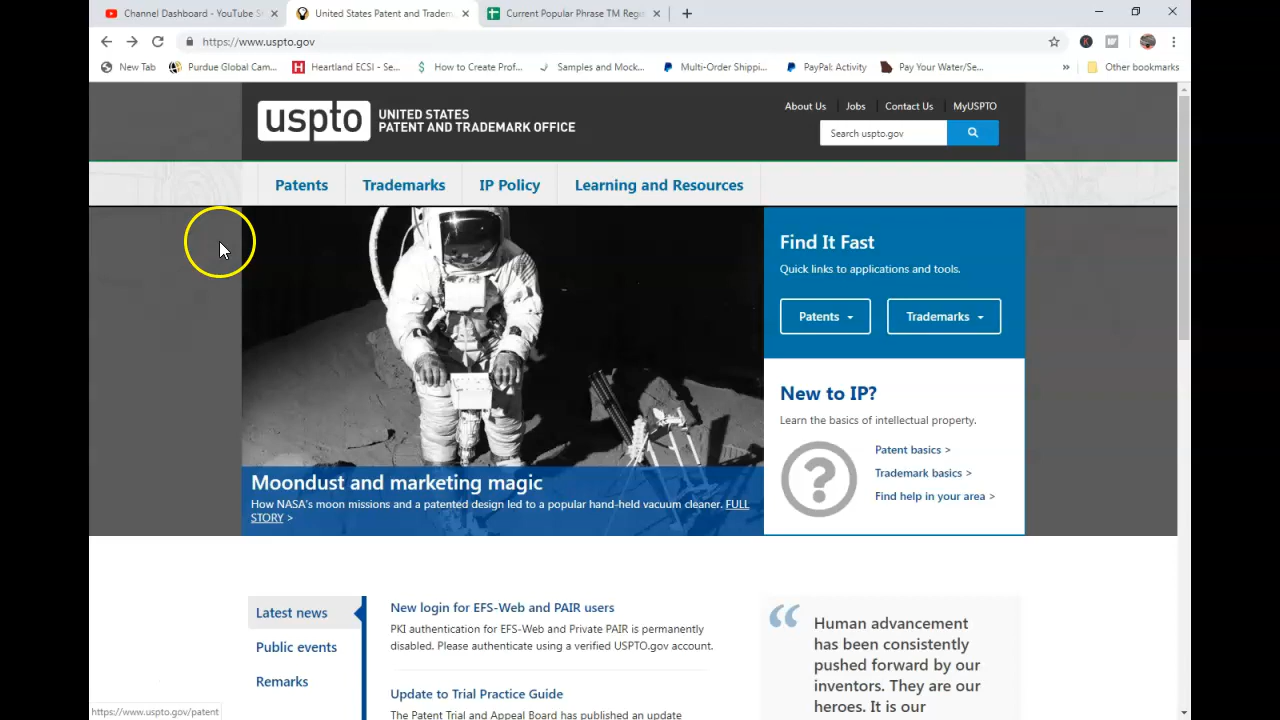 Channel Dashboard - YouTube St
United States Patent and Tradem
Current Popular Phrase TM Regi
https://www.uspto.gov
New Tab
Purdue Global Cam...
Heartland ECSI - Se...
How to Create Prof...
Samples and Mock...
Multi-Order Shippi...
PayPal: Activity
Pay Your Water/Se...
Other bookmarks
uspto
UNITED STATES
PATENT AND TRADEMARK OFFICE
About Us
Jobs
Contact Us
MyUSPTO
Search uspto.gov
Patents
Trademarks
IP Policy
Learning and Resources
Find It Fast
Quick links to applications and tools.
Patents
Trademarks
New to IP?
Learn the basics of intellectual property.
Patent basics >
Trademark basics >
Find help in your area >
Moondust and marketing magic
How NASA's moon missions and a patented design led to a popular hand-held vacuum cleaner. FULL
STORY >
Latest news
Public events
Remarks
New login for EFS-Web and PAIR users
PKI authentication for EFS-Web and Private PAIR is permanently
disabled. Please authenticate using a verified USPTO.gov account.
Update to Trial Practice Guide
The Patent Trial and Appeal Board has published an update
Human advancement
has been consistently
pushed forward by our
inventors. They are our
heroes. It is our
https://www.uspto.gov/patent